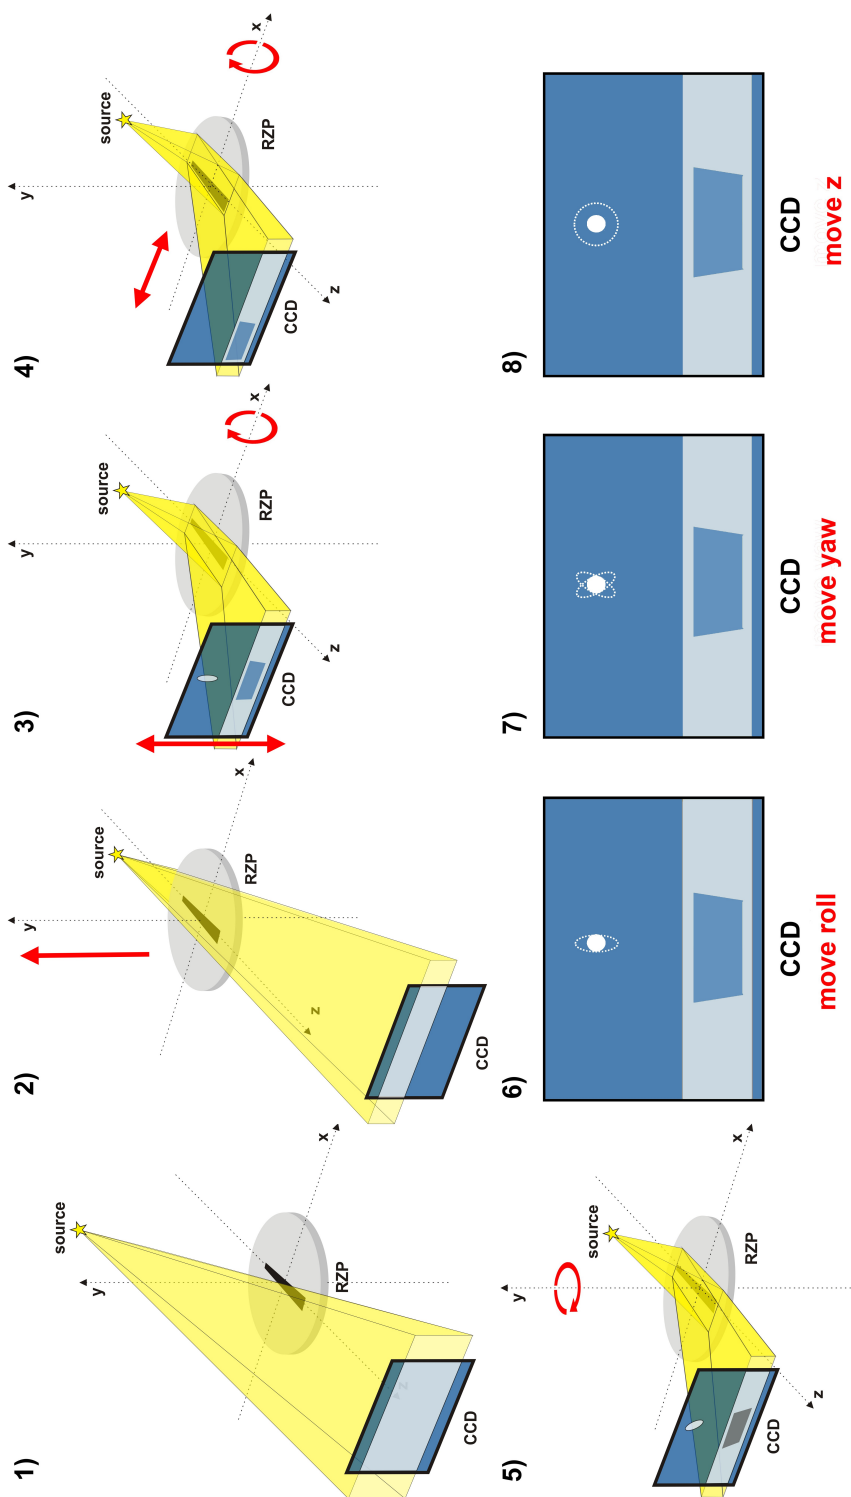 1)
source
y
x
z
RZP
CCD
2)
source
y
x
z
RZP
CCD
3)
source
y
x
z
RZP
CCD
4)
source
y
x
z
RZP
CCD
5)
source
y
x
z
RZP
CCD
6)
CCD
move roll
7)
CCD
move yaw
8)
CCD
move z